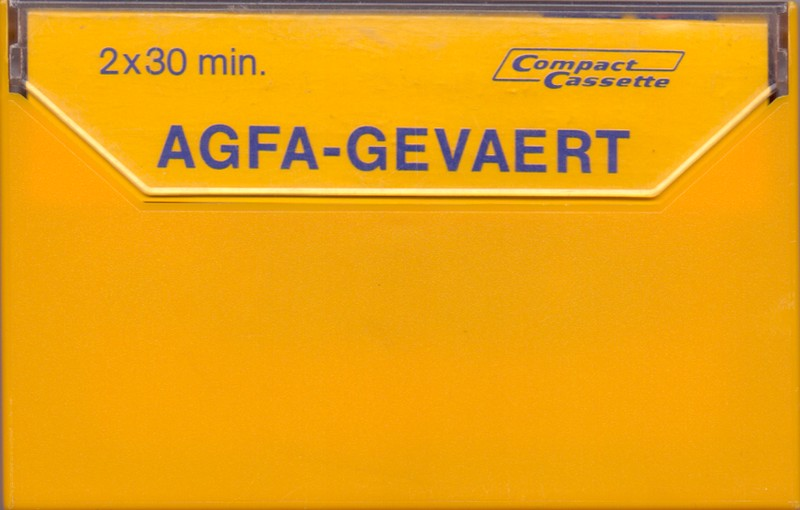 2x30 min.
Compact
Cassette
AGFA-GEVAERT